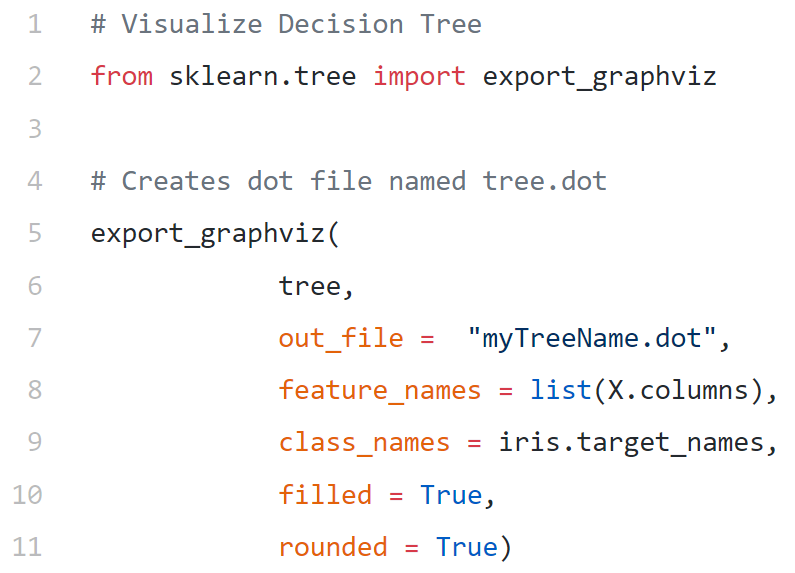 1 # Visualize Decision Tree
2 from sklearn.tree import export_graphviz
3
4 # Creates dot file named tree.dot
5 export_graphviz(
6 tree,
7 out_file =  "myTreeName.dot",
8 feature_names = list(X.columns),
9 class_names = iris.target_names,
10 filled = True,
11 rounded = True)